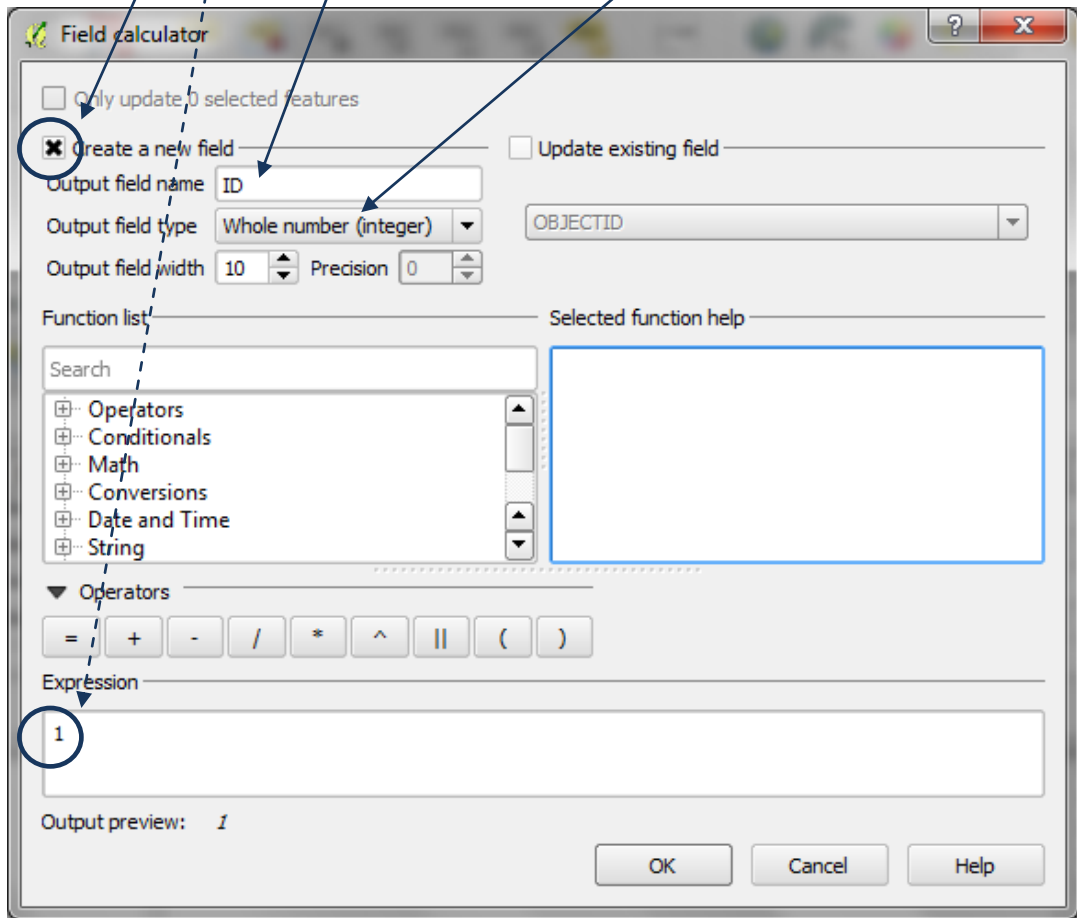 Field calculator
?
X
Only update 0 selected features
Create a new field
Update existing field
Output field name ID
Output field type Whole number (integer)
OBJECTID
Output field width 10 Precision 0
Function list
Selected function help
Search
Operators
Conditionals
Math
Conversions
Date and Time
String
Operators
= + - / * ^ || ( )
Expression
1
Output preview: 1
OK Cancel Help